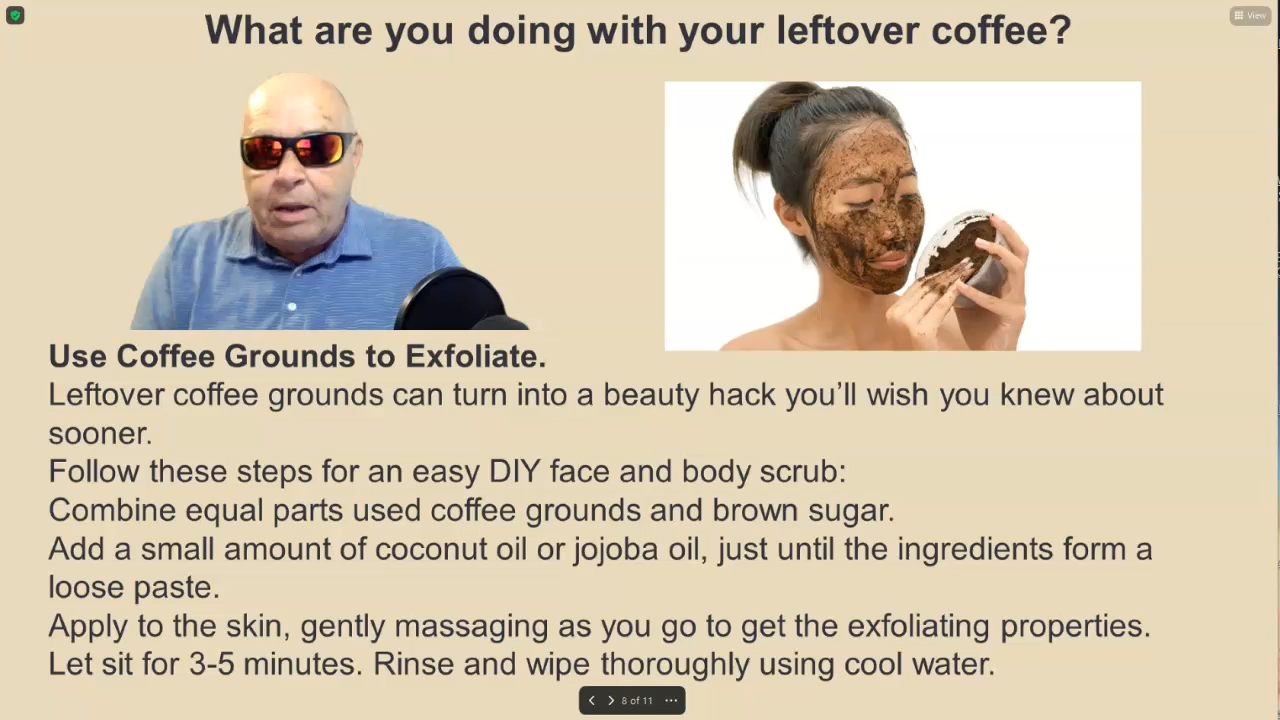 What are you doing with your leftover coffee?
View
Use Coffee Grounds to Exfoliate.
Leftover coffee grounds can turn into a beauty hack you’ll wish you knew about
sooner.
Follow these steps for an easy DIY face and body scrub:
Combine equal parts used coffee grounds and brown sugar.
Add a small amount of coconut oil or jojoba oil, just until the ingredients form a
loose paste.
Apply to the skin, gently massaging as you go to get the exfoliating properties.
Let sit for 3-5 minutes. Rinse and wipe thoroughly using cool water.
8 of 11